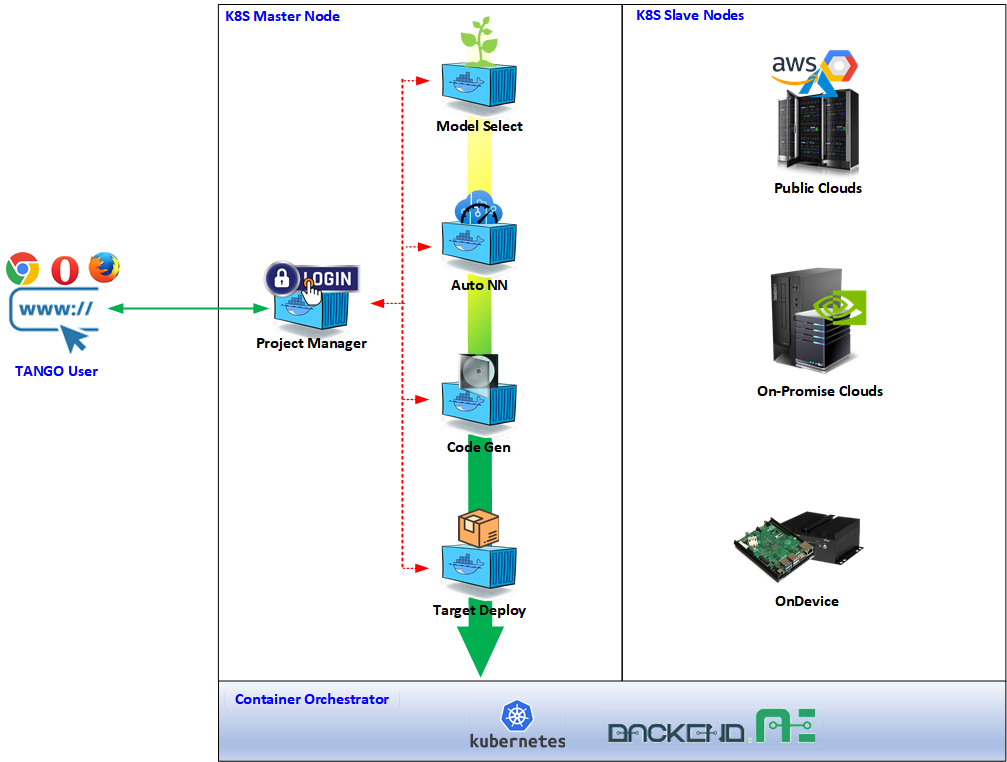 K8S Master Node
K8S Slave Nodes
aws
Model Select
Public Clouds
Auto NN
LOGIN
www://
Project Manager
TANGO User
On-Promise Clouds
Code Gen
OnDevice
Target Deploy
Container Orchestrator
kubernetes
BACKEND.AI